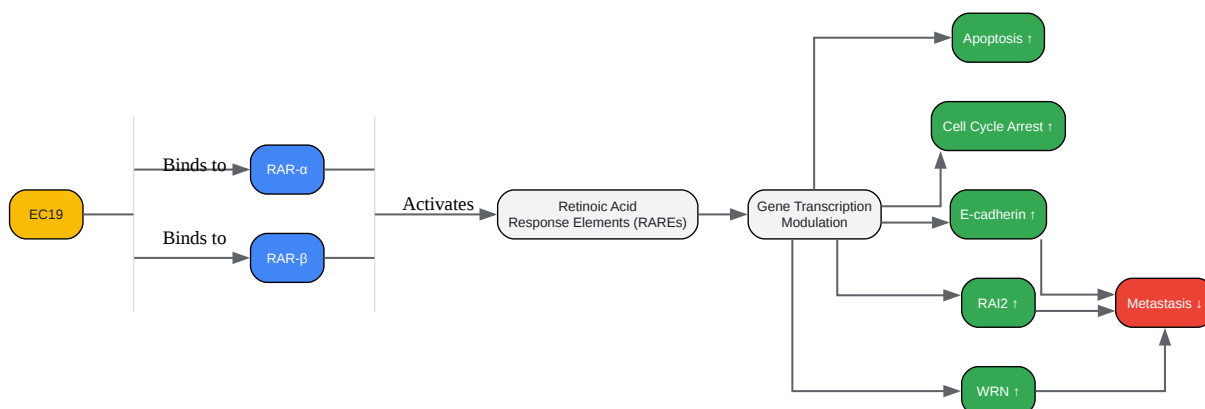 Apoptosis ↑
Cell Cycle Arrest ↑
Binds to
RAR-α
EC19
Activates
Retinoic Acid
Response Elements (RAREs)
Gene Transcription
Modulation
E-cadherin ↑
Binds to
RAR-β
RAI2 ↑
Metastasis ↓
WRN ↑